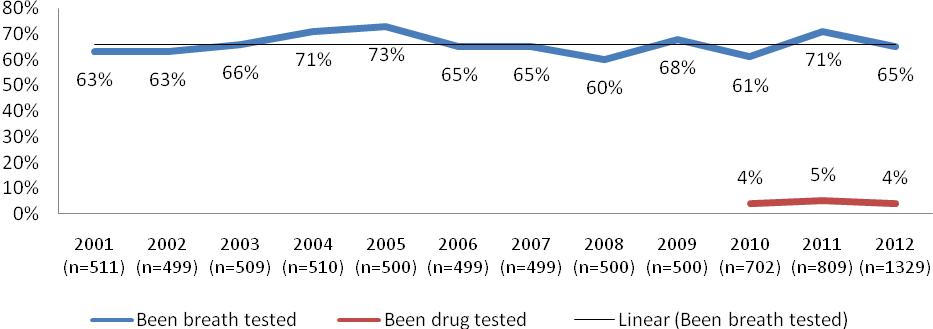 80%
70%
60%
50%
40%
30%
20%
10%
0%
63% 63% 66% 71% 73% 65% 65% 60% 68% 61% 71% 65%
4% 5% 4%
2001 2002 2003 2004 2005 2006 2007 2008 2009 2010 2011 2012
(n=511) (n=499) (n=509) (n=510) (n=500) (n=499) (n=499) (n=500) (n=500) (n=702) (n=809) (n=1329)
Been breath tested Been drug tested Linear (Been breath tested)